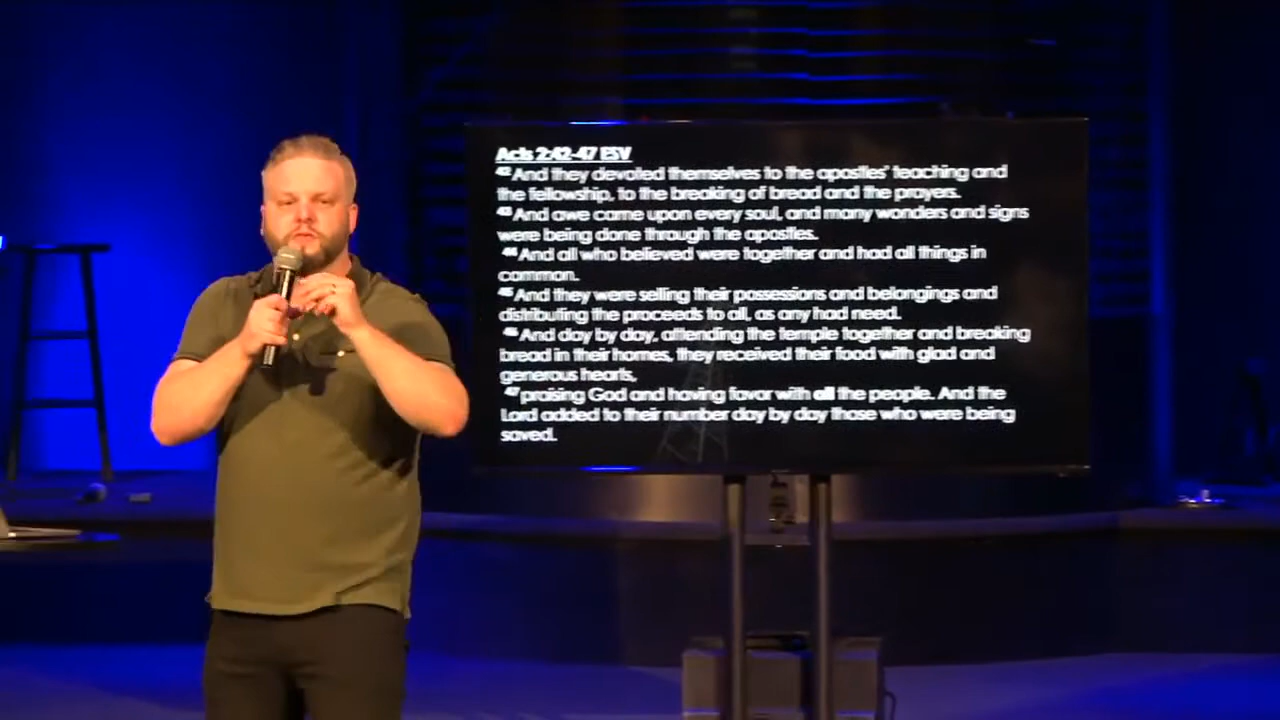 Acts 2:42-47 ESV
42 And they devoted themselves to the apostles' teaching and
the fellowship, to the breaking of bread and the prayers.
43 And awe came upon every soul, and many wonders and signs
were being done through the apostles.
44 And all who believed were together and had all things in
common.
45 And they were selling their possessions and belongings and
distributing the proceeds to all, as any had need.
46 And day by day, attending the temple together and breaking
bread in their homes, they received their food with glad and
generous hearts,
47 praising God and having favor with all the people. And the
Lord added to their number day by day those who were being
saved.